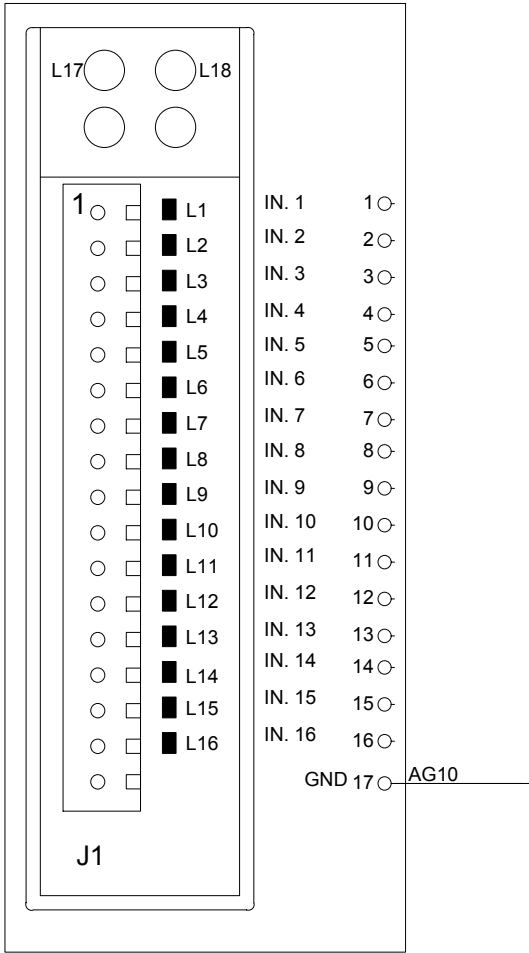 L17 L18
1 L1 IN. 1 1
L2 IN. 2 2
L3 IN. 3 3
L4 IN. 4 4
L5 IN. 5 5
L6 IN. 6 6
L7 IN. 7 7
L8 IN. 8 8
L9 IN. 9 9
L10 IN. 10 10
L11 IN. 11 11
L12 IN. 12 12
L13 IN. 13 13
L14 IN. 14 14
L15 IN. 15 15
L16 IN. 16 16
GND 17 AG10
J1